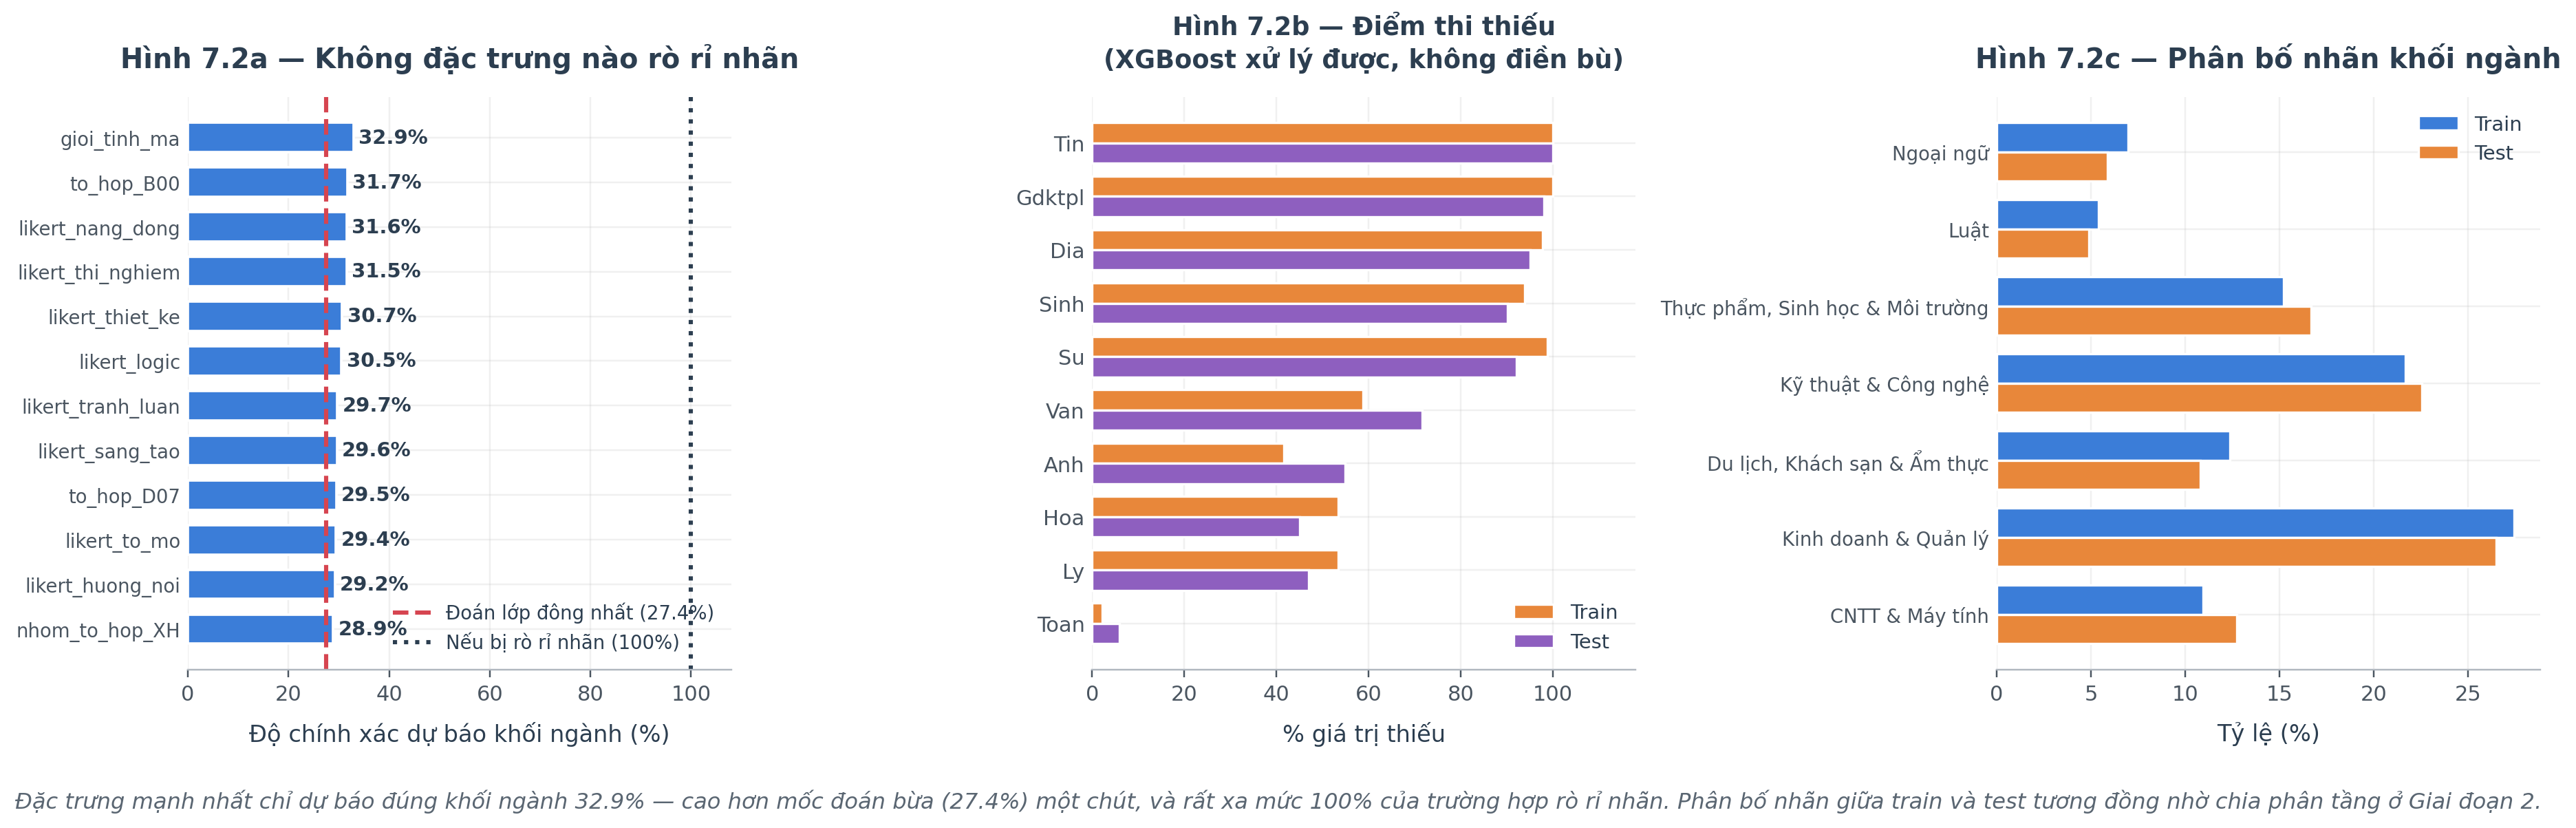 Hình 7.2a — Không đặc trưng nào rò rỉ nhãn
gioi_tinh_ma
32.9%
to_hop_B00
31.7%
likert_nang_dong
31.6%
likert_thi_nghiem
31.5%
likert_thiet_ke
30.7%
likert_logic
30.5%
likert_tranh_luan
29.7%
likert_sang_tao
29.6%
to_hop_D07
29.5%
likert_to_mo
29.4%
likert_huong_noi
29.2%
nhom_to_hop_XH
28.9%
Đoán lớp đông nhất (27.4%)
Nếu bị rò rỉ nhãn (100%)
0 20 40 60 80 100
Độ chính xác dự báo khối ngành (%)
Hình 7.2b — Điểm thi thiếu
(XGBoost xử lý được, không điền bù)
Tin
Gdktpl
Dia
Sinh
Su
Van
Anh
Hoa
Ly
Toan
Train
Test
0 20 40 60 80 100
% giá trị thiếu
Hình 7.2c — Phân bố nhãn khối ngành
Train
Test
Ngoại ngữ
Luật
Thực phẩm, Sinh học & Môi trường
Kỹ thuật & Công nghệ
Du lịch, Khách sạn & Ẩm thực
Kinh doanh & Quản lý
CNTT & Máy tính
0 5 10 15 20 25
Tỷ lệ (%)
Đặc trưng mạnh nhất chỉ dự báo đúng khối ngành 32.9% — cao hơn mốc đoán bừa (27.4%) một chút, và rất xa mức 100% của trường hợp rò rỉ nhãn. Phân bố nhãn giữa train và test tương đồng nhờ chia phân tầng ở Giai đoạn 2.